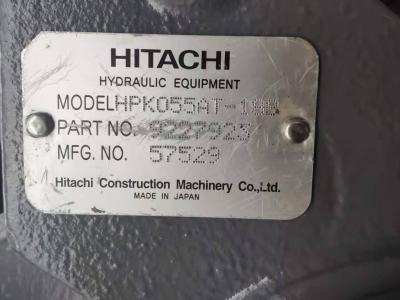 HITACHI
HYDRAULIC EQUIPMENT
MODEL
PART NO. 9227923
MFG. NO. 57529
Hitachi Construction Machinery Co.,Ltd.
MADE IN JAPAN